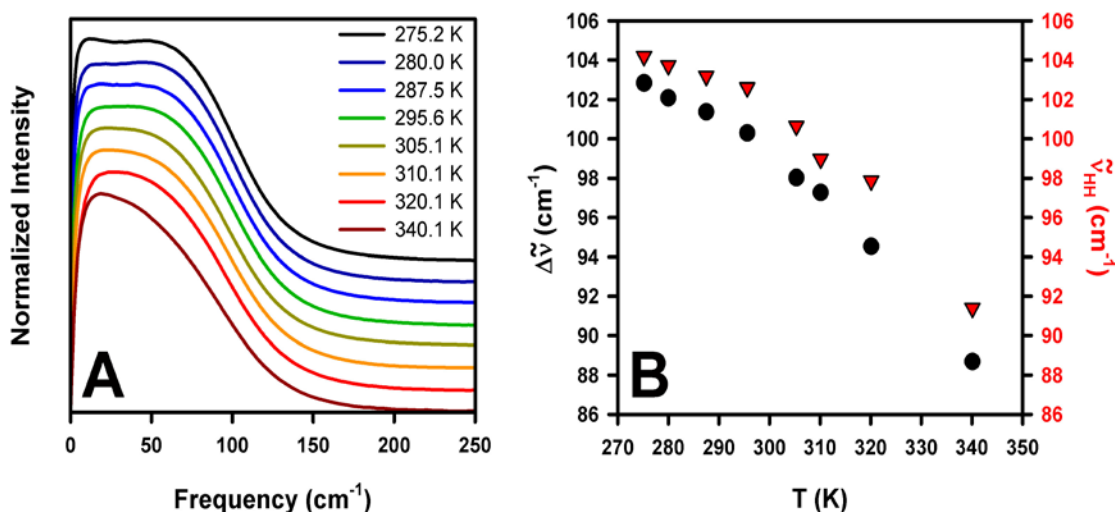 Normalized Intensity
275.2 K
280.0 K
287.5 K
295.6 K
305.1 K
310.1 K
320.1 K
340.1 K
A
0 50 100 150 200 250
Frequency (cm⁻¹)
106
104
102
100
98
96
94
92
90
88
86
Δν̃ (cm⁻¹)
B
270 280 290 300 310 320 330 340 350
T (K)
106
104
102
100
98
96
94
92
90
88
86
ν̃HH (cm⁻¹)